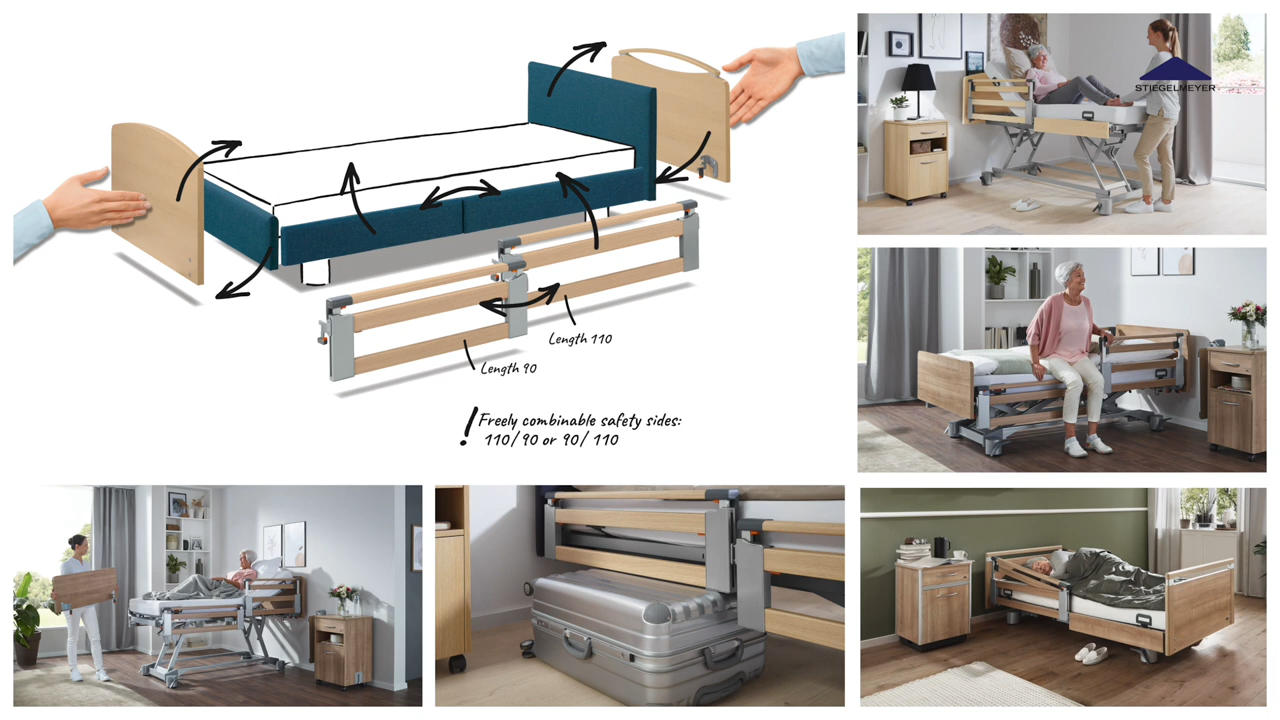 STIEGELMEYER
Length 110
Length 90
! Freely combinable safety sides:
110/90 or 90/ 110